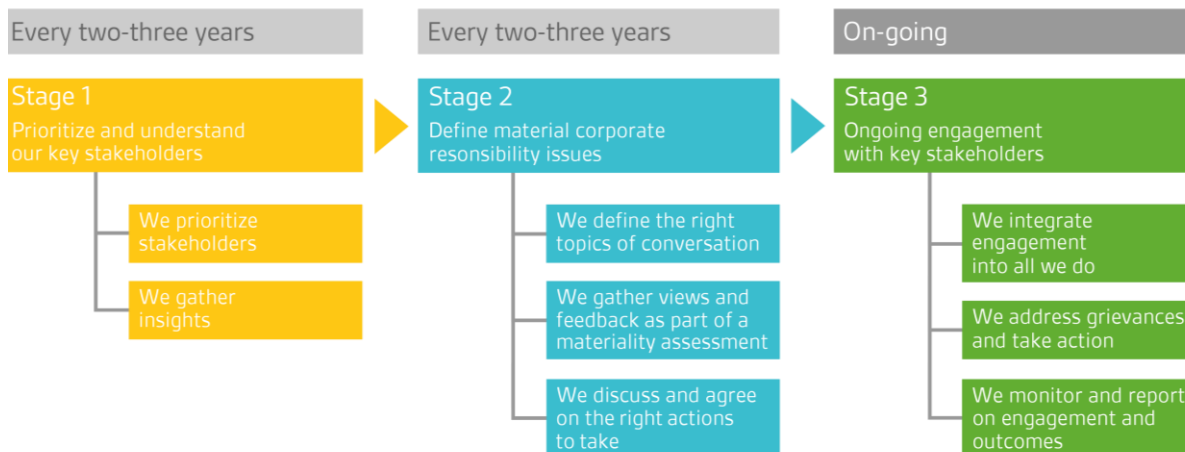 Every two-three years
Every two-three years
On-going
Stage 1
Prioritize and understand
our key stakeholders
Stage 2
Define material corporate
resonsibility issues
Stage 3
Ongoing engagement
with key stakeholders
We prioritize
stakeholders
We gather
insights
We define the right
topics of conversation
We gather views and
feedback as part of a
materiality assessment
We discuss and agree
on the right actions
to take
We integrate
engagement
into all we do
We address grievances
and take action
We monitor and report
on engagement and
outcomes